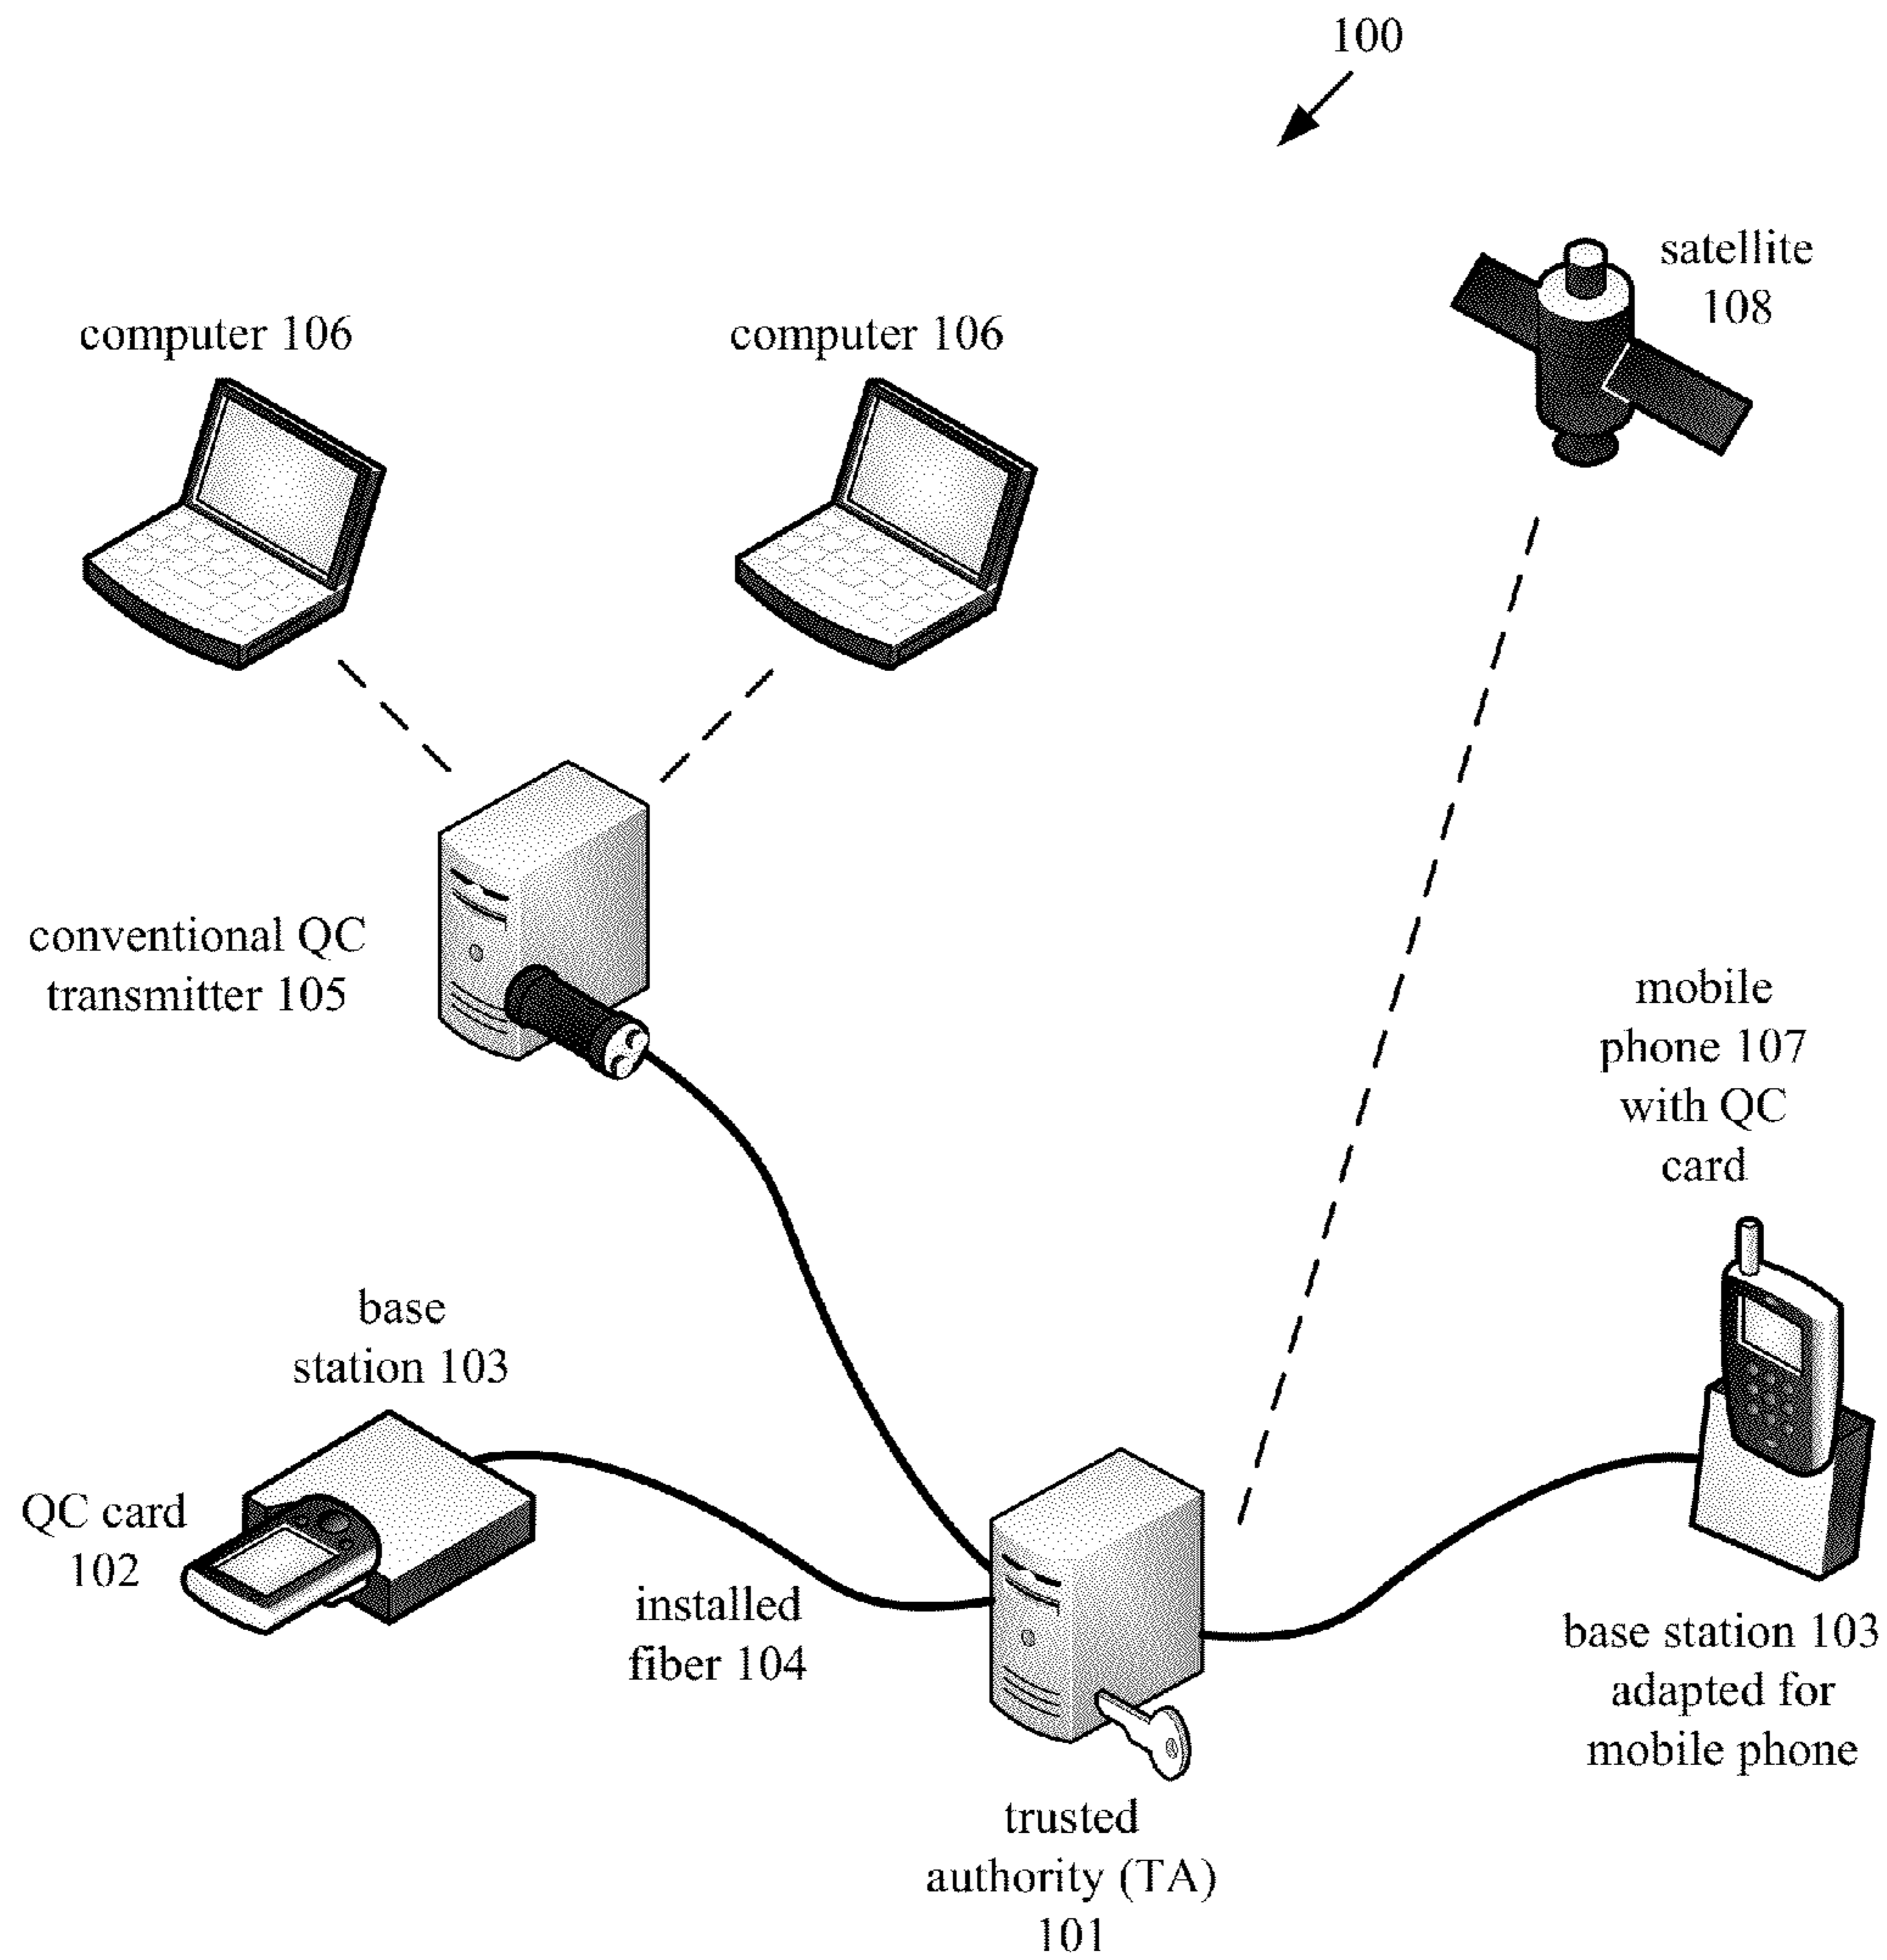 100
satellite
108
computer 106
computer 106
conventional QC
transmitter 105
mobile
phone 107
with QC
card
base
station 103
QC card
102
installed
fiber 104
base station 103
adapted for
mobile phone
trusted
authority (TA)
101